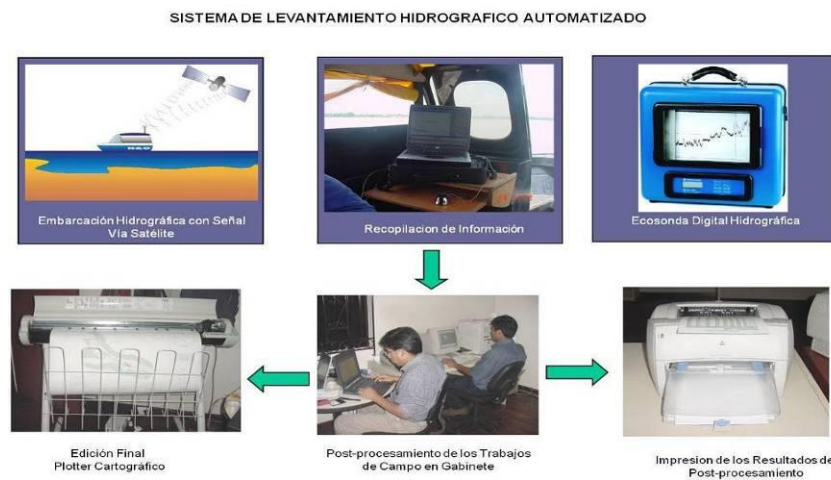 SISTEMA DE LEVANTAMIENTO HIDROGRAFICO AUTOMATIZADO
Embarcación Hidrográfica con Señal
Vía Satélite
Recopilacion de Información
Ecosonda Digital Hidrográfica
Edición Final
Plotter Cartográfico
Post-procesamiento de los Trabajos
de Campo en Gabinete
Impresion de los Resultados de
Post-procesamiento